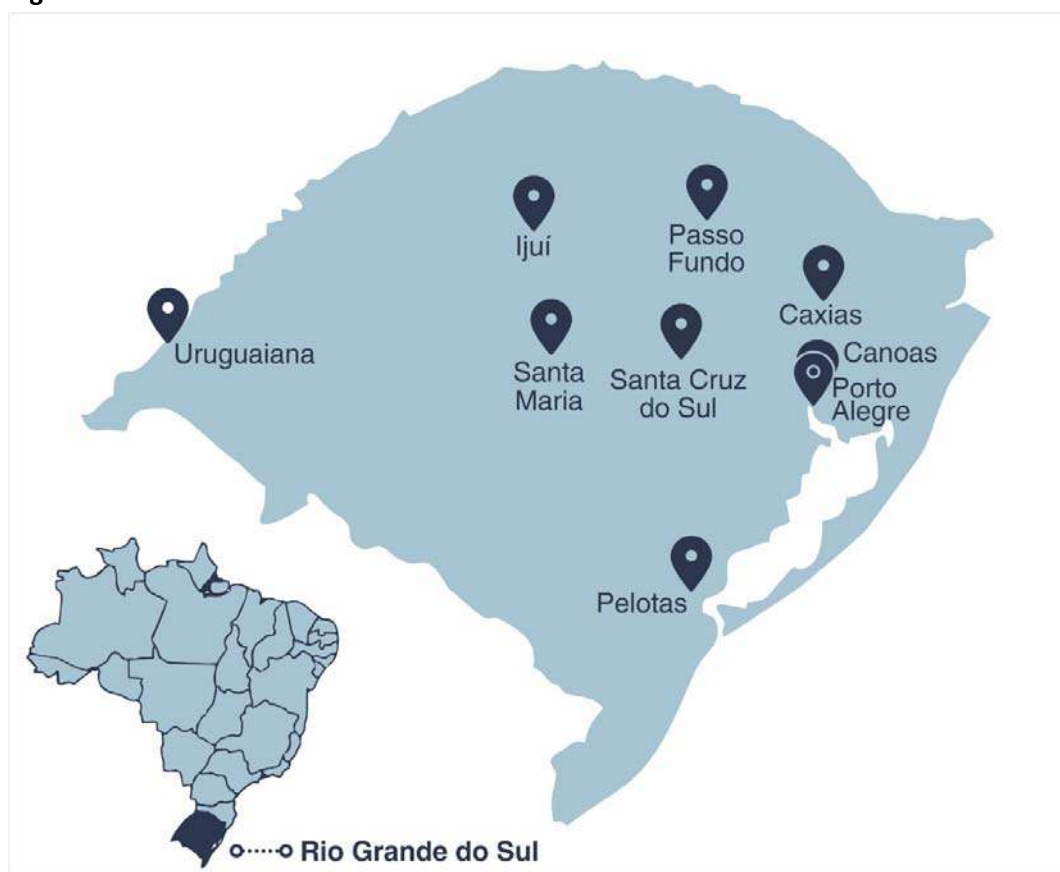 Ijuí
Passo
Fundo
Caxias
Uruguaiana
Santa
Maria
Santa Cruz
do Sul
Canoas
Porto
Alegre
Pelotas
Rio Grande do Sul